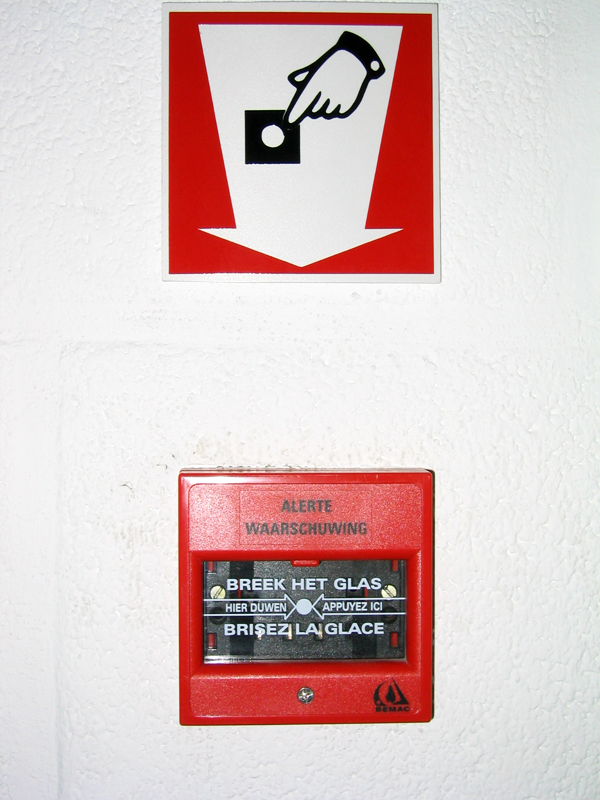 ALERTE
WAARSCHUWING
BREEK HET GLAS
HIER DUWEN APPUYEZ ICI
BRISEZ LA GLACE
BEMAC